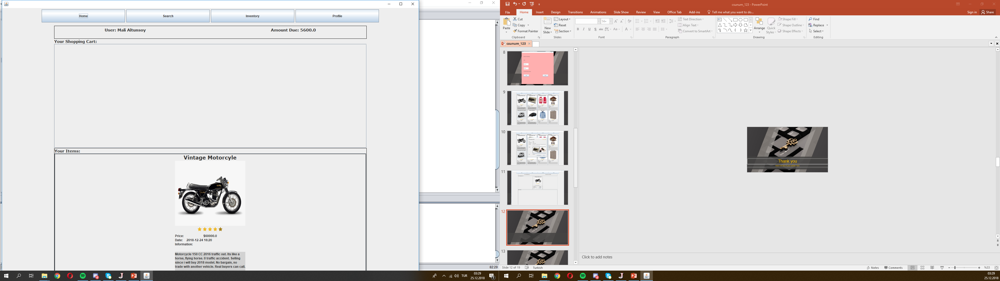 Home
Search
Inventory
Profile
User: Mali Altunsoy
Amount Due: 5600.0
Your Shopping Cart:
Your Items:
Vintage Motorcyle
Price: $60000.0
Date: 2018-12-24 16:20
Information:
Motorcycle 150 CC 2016 traffic out. Its like a
horse, flying horse. 0 traffic accident. Selling
since i will buy 2018 model. No bargain, no
trade with another vehicle. Real buyers can call.
82:29
TUR
03:29
25.12.2018
csunum_123 - PowerPoint
File
Home
Insert
Design
Transitions
Animations
Slide Show
Review
View
Office Tab
Add-ins
Tell me what you want to do...
Sign in
Share
Paste
Cut
Copy
Format Painter
Clipboard
New
Slide
Layout
Reset
Section
Slides
14+
B I U S abc AV Aa A
Font
Text Direction
Align Text
Convert to SmartArt
Paragraph
Arrange
Quick
Styles
Shape Fill
Shape Outline
Shape Effects
Drawing
Find
Replace
Select
Editing
csunum_123
8
9
10
11
12
13
Thank you
Click to add notes
Slide 12 of 19
Turkish
Notes
Comments
%33
03:29
25.12.2018